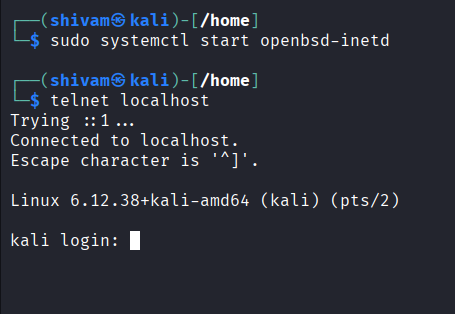 ┌──(shivam㉿kali)-[/home]
└─$ sudo systemctl start openbsd-inetd
┌──(shivam㉿kali)-[/home]
└─$ telnet localhost
Trying ::1...
Connected to localhost.
Escape character is '^]'.
Linux 6.12.38+kali-amd64 (kali) (pts/2)
kali login: